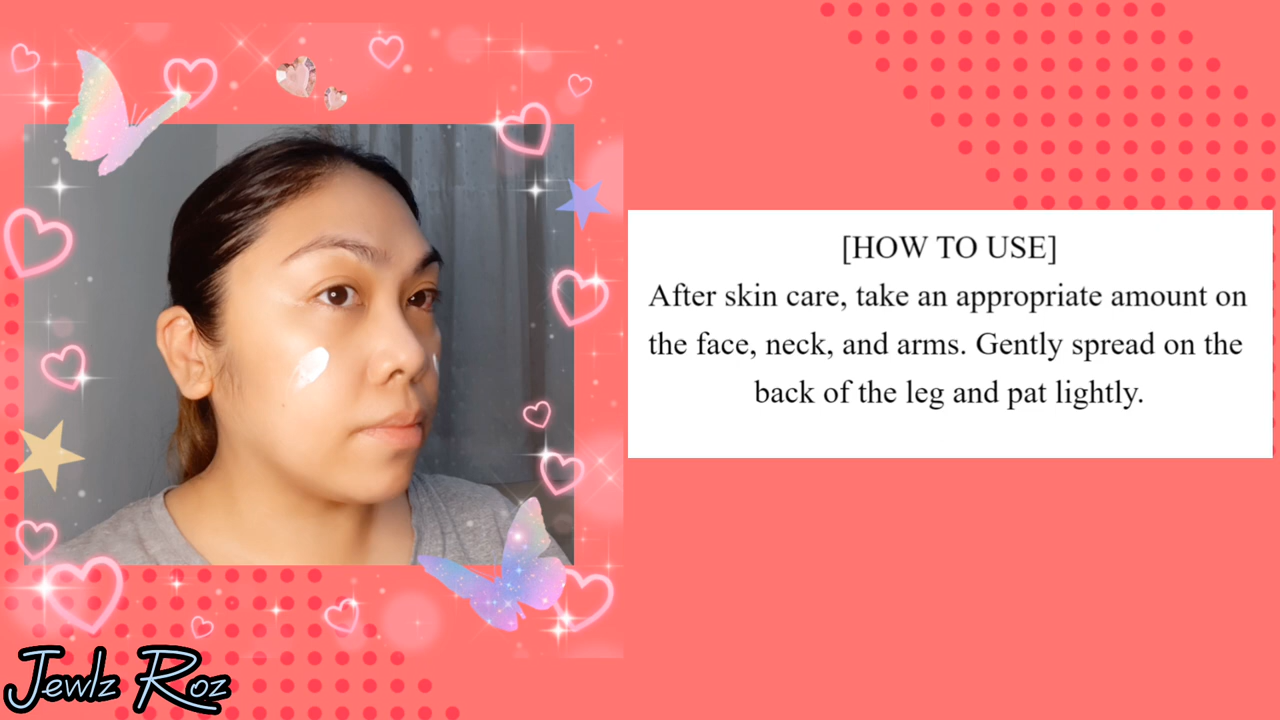 [HOW TO USE]
After skin care, take an appropriate amount on
the face, neck, and arms. Gently spread on the
back of the leg and pat lightly.
Jewlz Roz